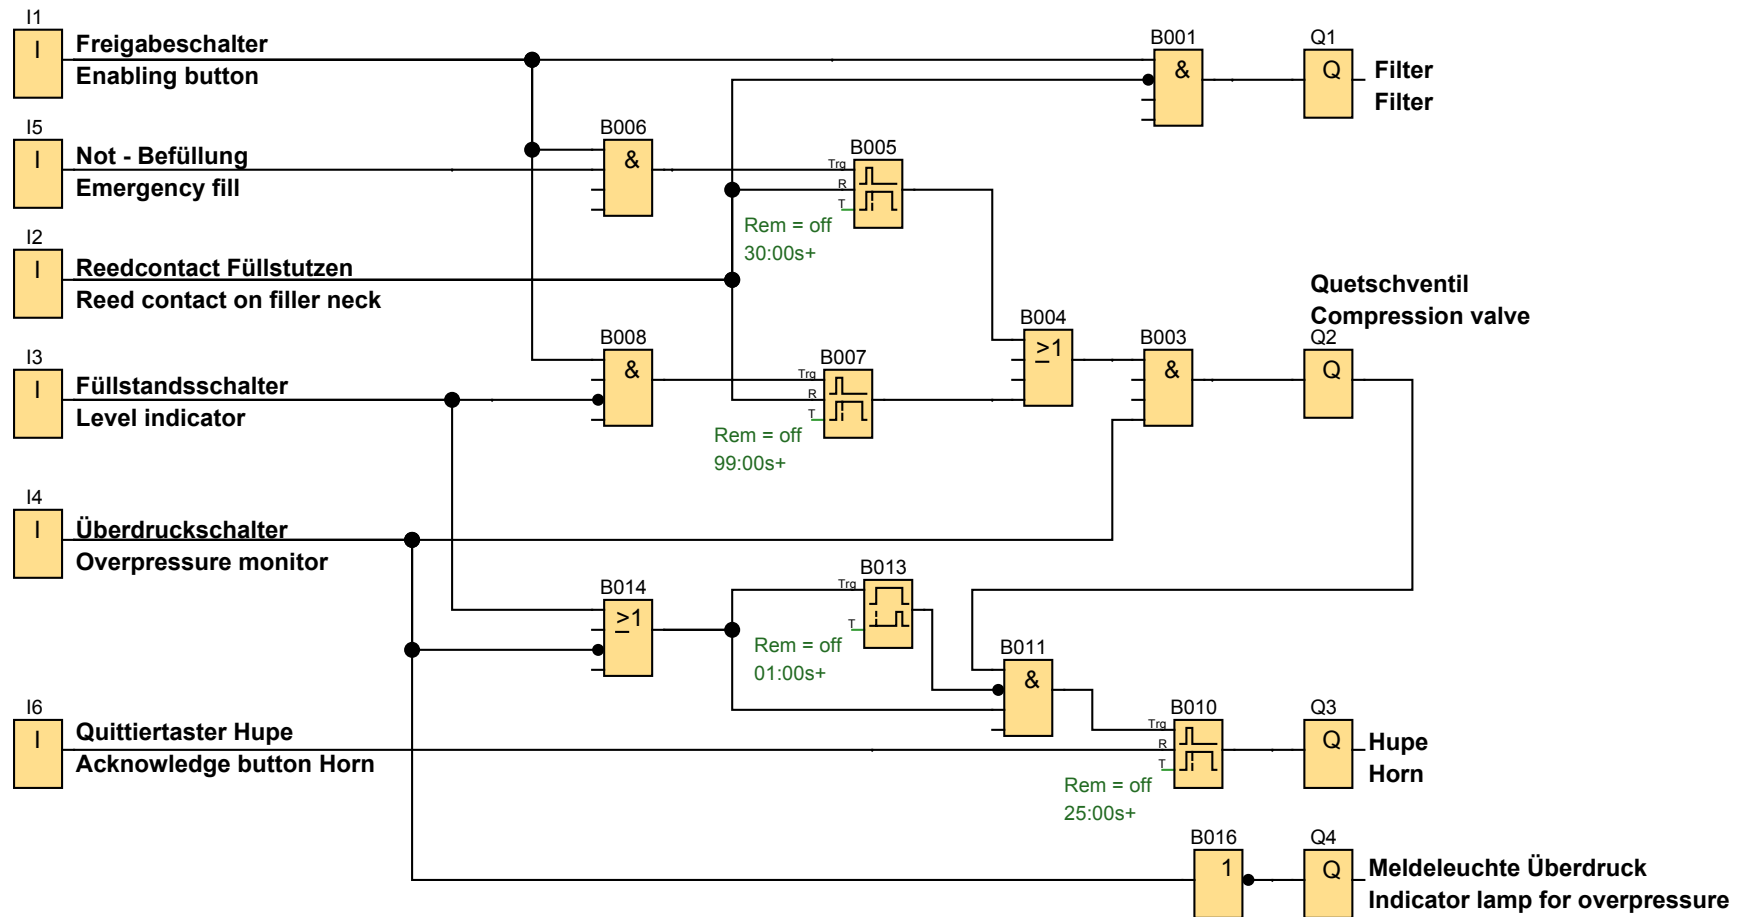 I1
I
Freigabeschalter
Enabling button
B001
&
Q1
Q
Filter
Filter
I5
I
Not - Befüllung
Emergency fill
B006
&
Trg
R
T
B005
Rem = off
30:00s+
I2
I
Reedcontact Füllstutzen
Reed contact on filler neck
Quetschventil
Compression valve
I3
I
Füllstandsschalter
Level indicator
B008
&
Trg
R
T
B007
Rem = off
99:00s+
B004
>1
B003
&
Q2
Q
I4
I
Überdruckschalter
Overpressure monitor
B014
>1
Trg
T
B013
Rem = off
01:00s+
B011
&
I6
I
Quittiertaster Hupe
Acknowledge button Horn
Trg
R
T
B010
Rem = off
25:00s+
Q3
Q
Hupe
Horn
B016
1
Q4
Q
Meldeleuchte Überdruck
Indicator lamp for overpressure